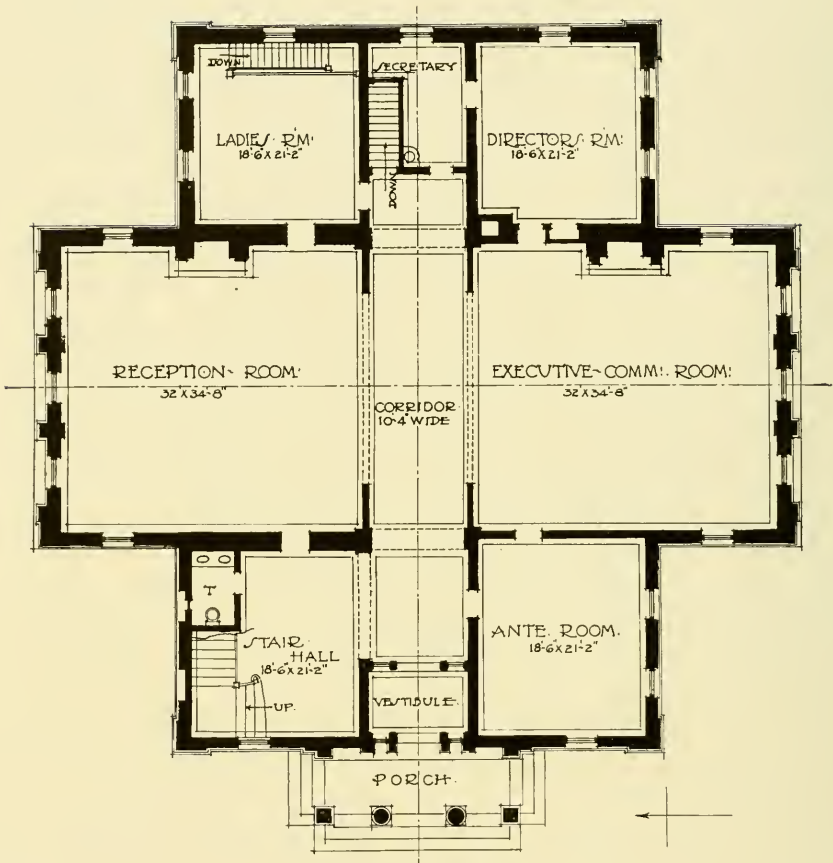 DOWN
SECRETARY
LADIES' RM:
18'-6"X21'-2"
DIRECTORS. RM:
18'-6"X21'-2"
DOWN
RECEPTION~ ROOM:
32'X34'-8"
EXECUTIVE~COMM:. ROOM:
32'X34'-8"
CORRIDOR.
10'-4" WIDE
T
STAIR.
HALL
18'-6"X21'-2"
UP.
ANTE. ROOM.
18'-6"X21'-2"
VESTIBULE.
PORCH.